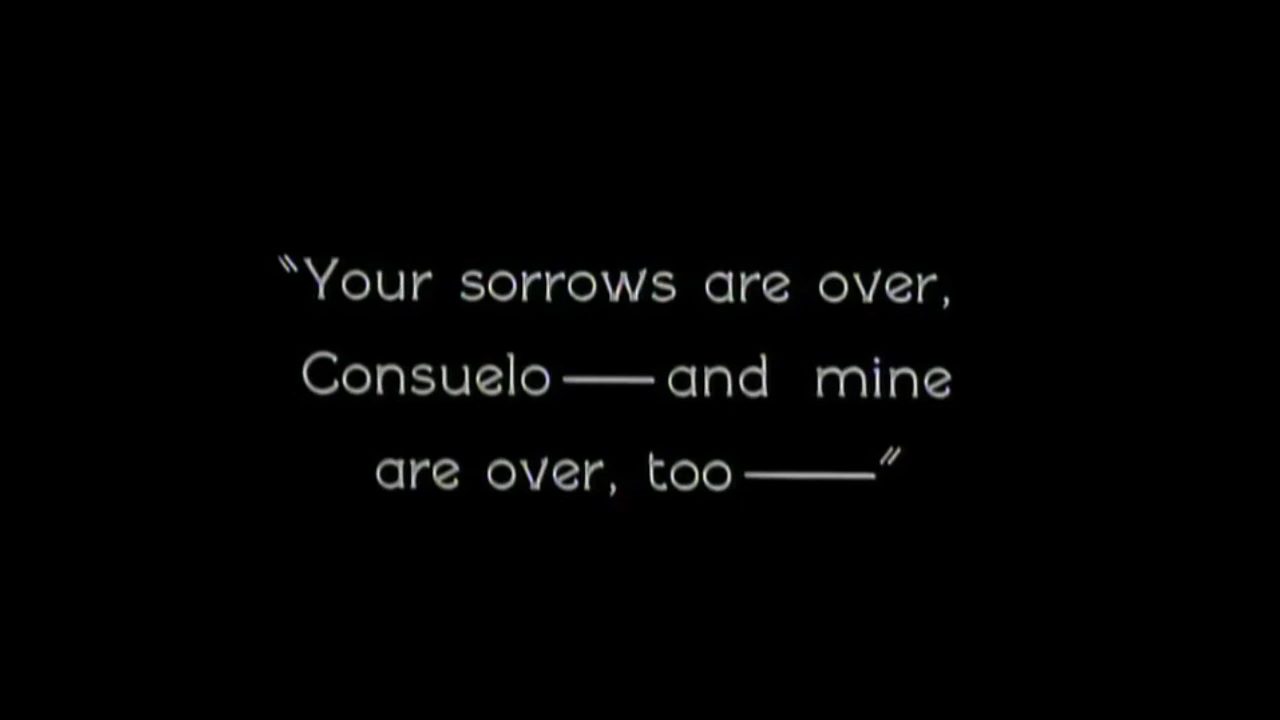 "Your sorrows are over,
Consuelo——and mine
are over, too———"